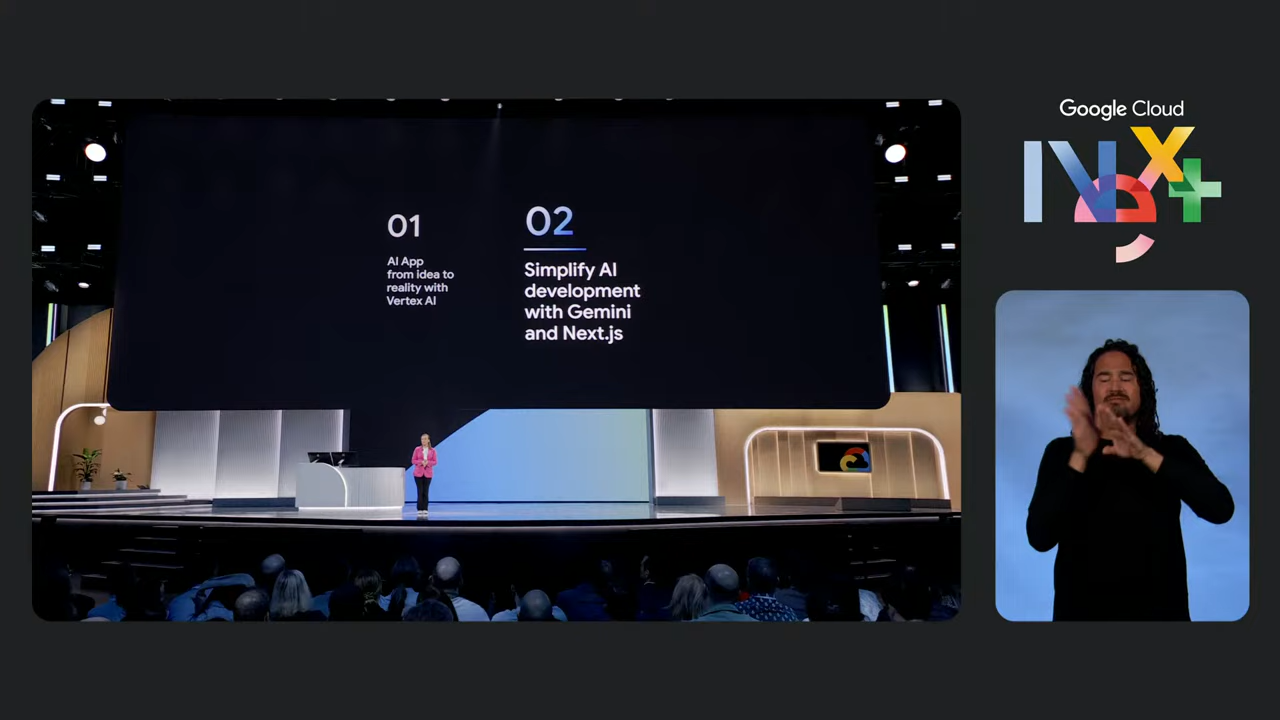 01
AI App
from idea to
reality with
Vertex AI
02
Simplify AI
development
with Gemini
and Next.js
Google Cloud
Next